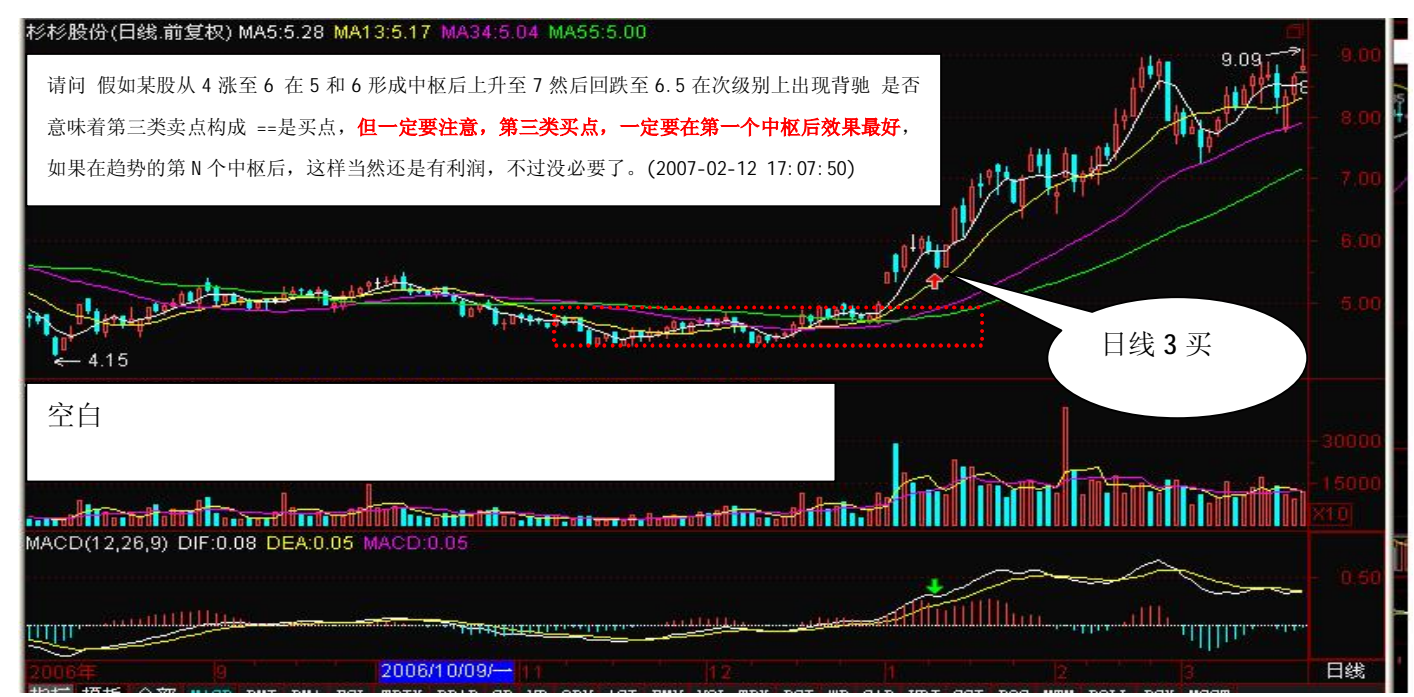 杉杉股份(日线.前复权) MA5:5.28 MA13:5.17 MA34:5.04 MA55:5.00
请问 假如某股从 4 涨至 6 在 5 和 6 形成中枢后上升至 7 然后回跌至 6.5 在次级别上出现背驰 是否
意味着第三类卖点构成 ==是买点，但一定要注意，第三类买点，一定要在第一个中枢后效果最好，
如果在趋势的第 N 个中枢后，这样当然还是有利润，不过没必要了。(2007-02-12 17:07:50)
9.09
9.00
8.00
7.00
6.00
5.00
4.15
日线 3 买
空白
30000
15000
X10
MACD(12,26,9) DIF:0.08 DEA:0.05 MACD:0.05
0.50
2006年 9 2006/10/09/一 11 12 1 2 3 日线